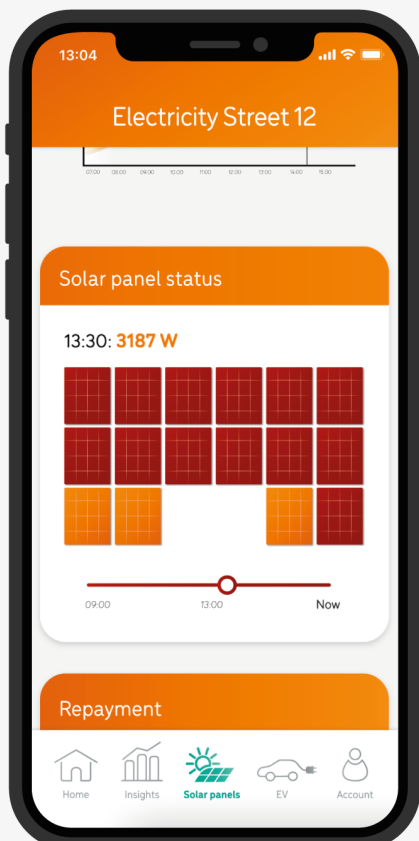 13:04
Electricity Street 12
07:00 08:00 09:00 10:00 11:00 12:00 13:00 14:00 15:00
Solar panel status
13:30: 3187 W
09:00 13:00 Now
Repayment
Home Insights Solar panels EV Account